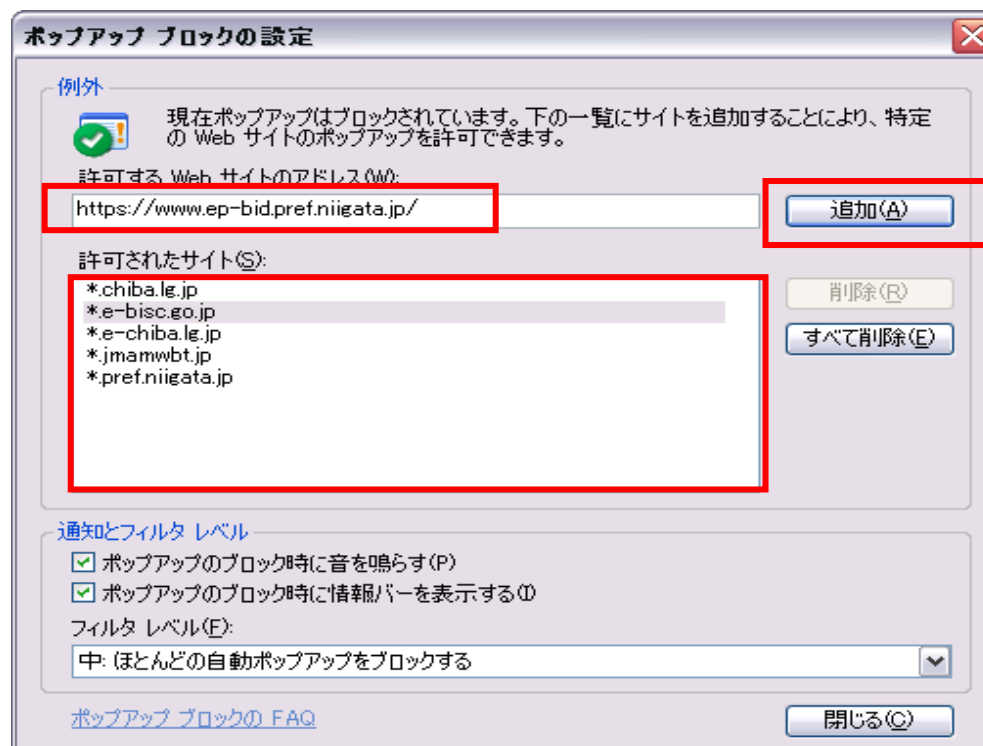 ポップアップ ブロックの設定
例外
現在ポップアップはブロックされています。下の一覧にサイトを追加することにより、特定
の Web サイトのポップアップを許可できます。
許可する Web サイトのアドレス(W):
https://www.ep-bid.pref.niigata.jp/
追加(A)
許可されたサイト(S):
*.chiba.lg.jp
*.e-bisc.go.jp
*.e-chiba.lg.jp
*.jmamwbt.jp
*.pref.niigata.jp
削除(R)
すべて削除(E)
通知とフィルタ レベル
ポップアップのブロック時に音を鳴らす(P)
ポップアップのブロック時に情報バーを表示する(I)
フィルタ レベル(F):
中: ほとんどの自動ポップアップをブロックする
ポップアップ ブロックの FAQ
閉じる(C)